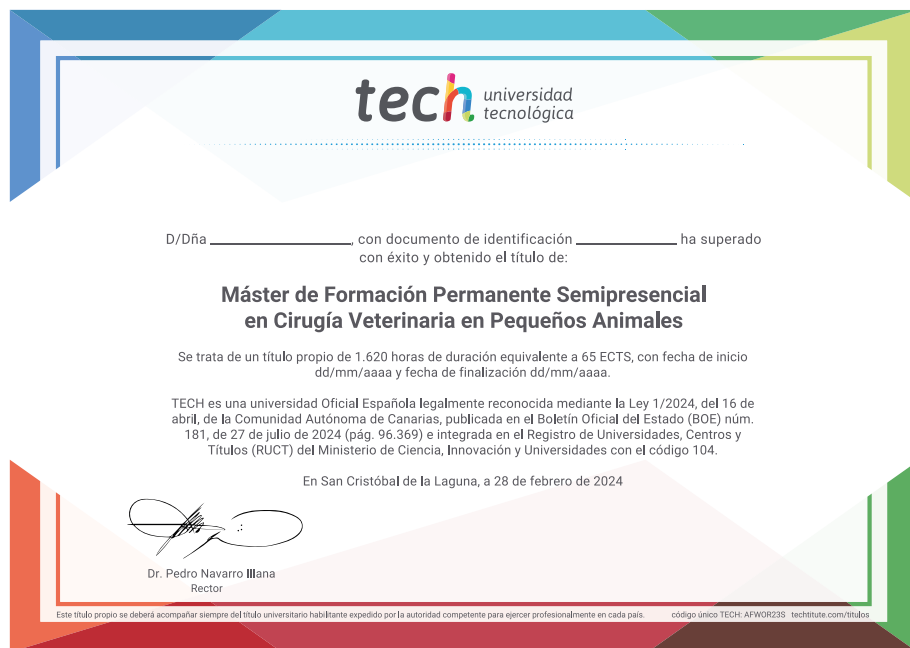 tech universidad
tecnológica
D/Dña ____________________, con documento de identificación ______________ ha superado
con éxito y obtenido el título de:
Máster de Formación Permanente Semipresencial
en Cirugía Veterinaria en Pequeños Animales
Se trata de un título propio de 1.620 horas de duración equivalente a 65 ECTS, con fecha de inicio
dd/mm/aaaa y fecha de finalización dd/mm/aaaa.
TECH es una universidad Oficial Española legalmente reconocida mediante la Ley 1/2024, del 16 de
abril, de la Comunidad Autónoma de Canarias, publicada en el Boletín Oficial del Estado (BOE) núm.
181, de 27 de julio de 2024 (pág. 96.369) e integrada en el Registro de Universidades, Centros y
Títulos (RUCT) del Ministerio de Ciencia, Innovación y Universidades con el código 104.
En San Cristóbal de la Laguna, a 28 de febrero de 2024
Dr. Pedro Navarro Illana
Rector
Este título propio se deberá acompañar siempre del título universitario habilitante expedido por la autoridad competente para ejercer profesionalmente en cada país. código único TECH: AFWOR23S techtitute.com/titulos